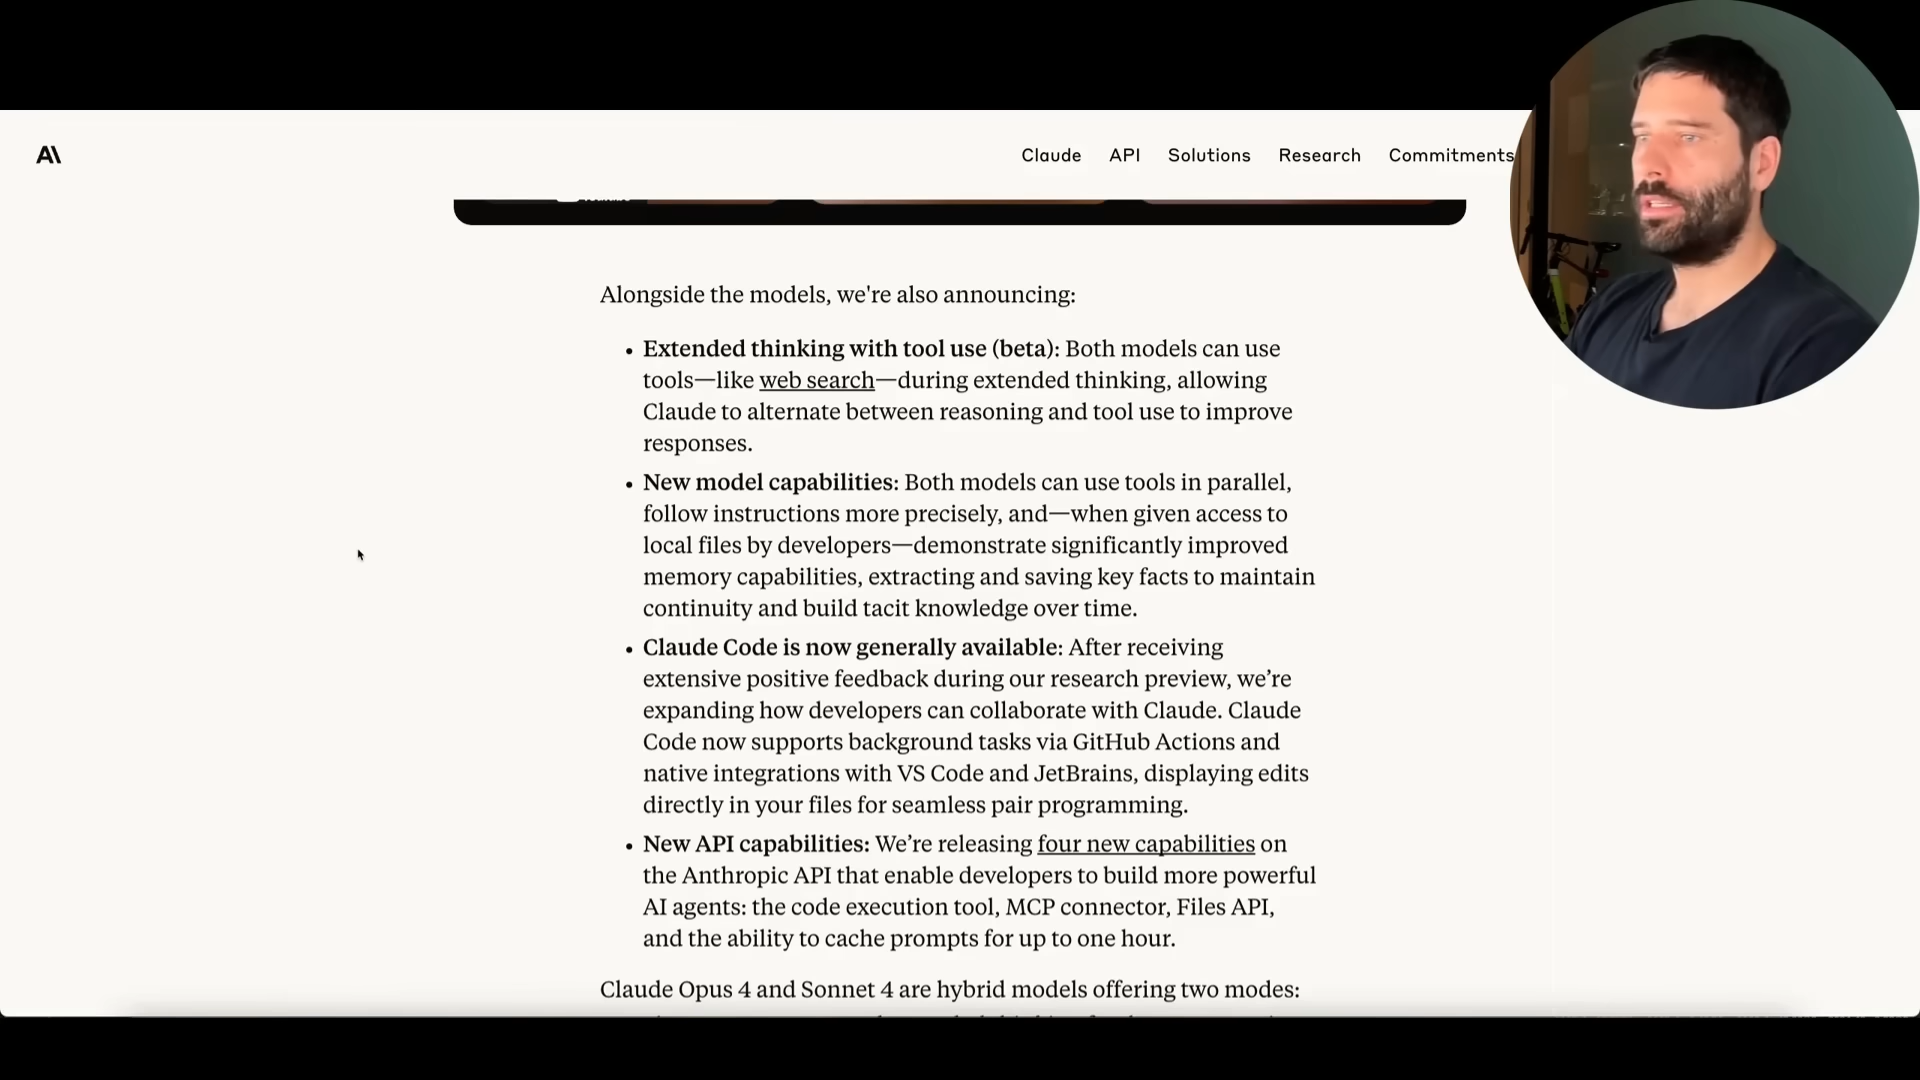 A\
Claude API Solutions Research Commitments
Alongside the models, we're also announcing:
• Extended thinking with tool use (beta): Both models can use
tools—like web search—during extended thinking, allowing
Claude to alternate between reasoning and tool use to improve
responses.
• New model capabilities: Both models can use tools in parallel,
follow instructions more precisely, and—when given access to
local files by developers—demonstrate significantly improved
memory capabilities, extracting and saving key facts to maintain
continuity and build tacit knowledge over time.
• Claude Code is now generally available: After receiving
extensive positive feedback during our research preview, we’re
expanding how developers can collaborate with Claude. Claude
Code now supports background tasks via GitHub Actions and
native integrations with VS Code and JetBrains, displaying edits
directly in your files for seamless pair programming.
• New API capabilities: We’re releasing four new capabilities on
the Anthropic API that enable developers to build more powerful
AI agents: the code execution tool, MCP connector, Files API,
and the ability to cache prompts for up to one hour.
Claude Opus 4 and Sonnet 4 are hybrid models offering two modes: